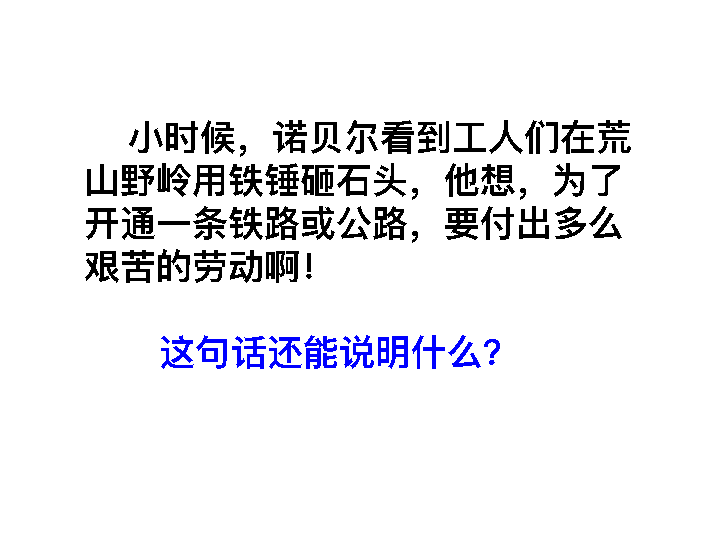 小时候，诺贝尔看到工人们在荒
山野岭用铁锤砸石头，他想，为了
开通一条铁路或公路，要付出多么
艰苦的劳动啊！
这句话还能说明什么？